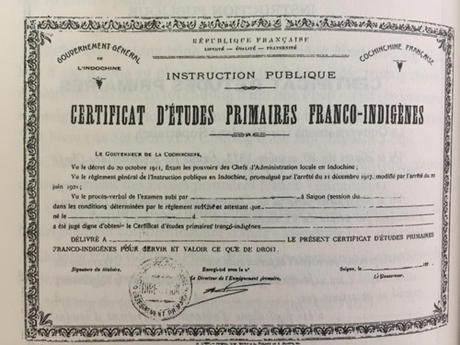 RÉPUBLIQUE FRANÇAISE
LIBERTÉ — ÉGALITÉ — FRATERNITÉ
GOUVERNEMENT GÉNÉRAL
DE
L'INDOCHINE
COCHINCHINE FRANÇAISE
INSTRUCTION PUBLIQUE
CERTIFICAT D'ÉTUDES PRIMAIRES FRANCO-INDIGÈNES
LE GOUVERNEUR DE LA COCHINCHINE,
Vu le décret du 20 octobre 1911, fixant les pouvoirs des Chefs d'Administration locale en Indochine;
Vu le règlement général de l'Instruction publique en Indochine, promulgué par l'arrêté du 21 décembre 1917, modifié par l'arrêté du 20
juin 1921;
Vu le procès-verbal de l'examen subi par à Saigon (session du
dans les conditions déterminées par le règlement susvisé et attestant que
né le à
a été jugé digne d'obtenir le Certificat d'études primaires franco-indigènes
DÉLIVRÉ A LE PRÉSENT CERTIFICAT D'ÉTUDES PRIMAIRES
FRANCO-INDIGÈNES POUR SERVIR ET VALOIR CE QUE DE DROIT.
Signature du titulaire, Enregistré sous le n° Saigon, le 19
Le Directeur de l'Enseignement primaire, Le Gouverneur,